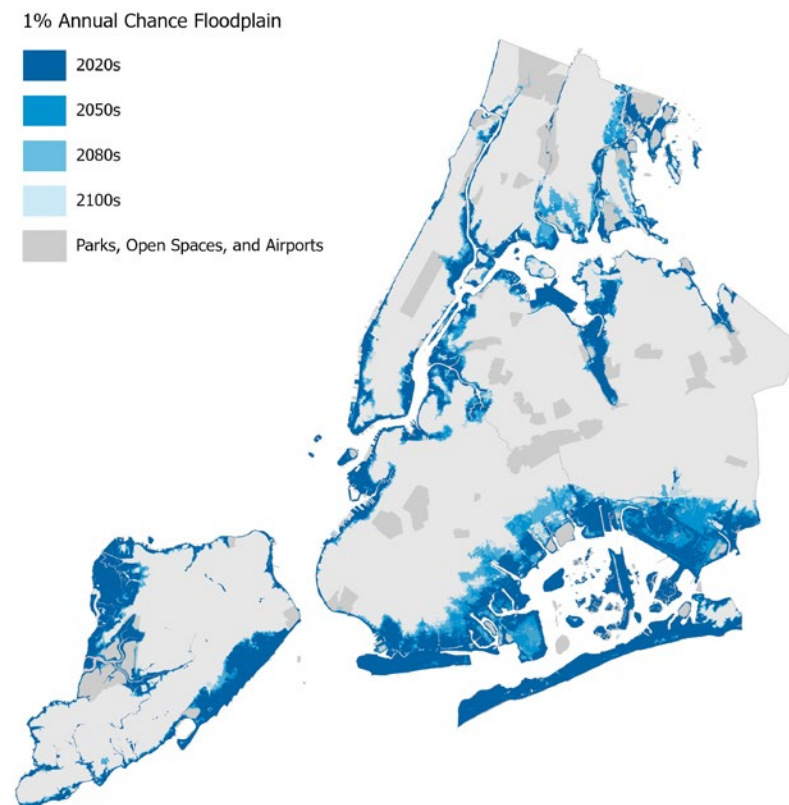 1% Annual Chance Floodplain
2020s
2050s
2080s
2100s
Parks, Open Spaces, and Airports